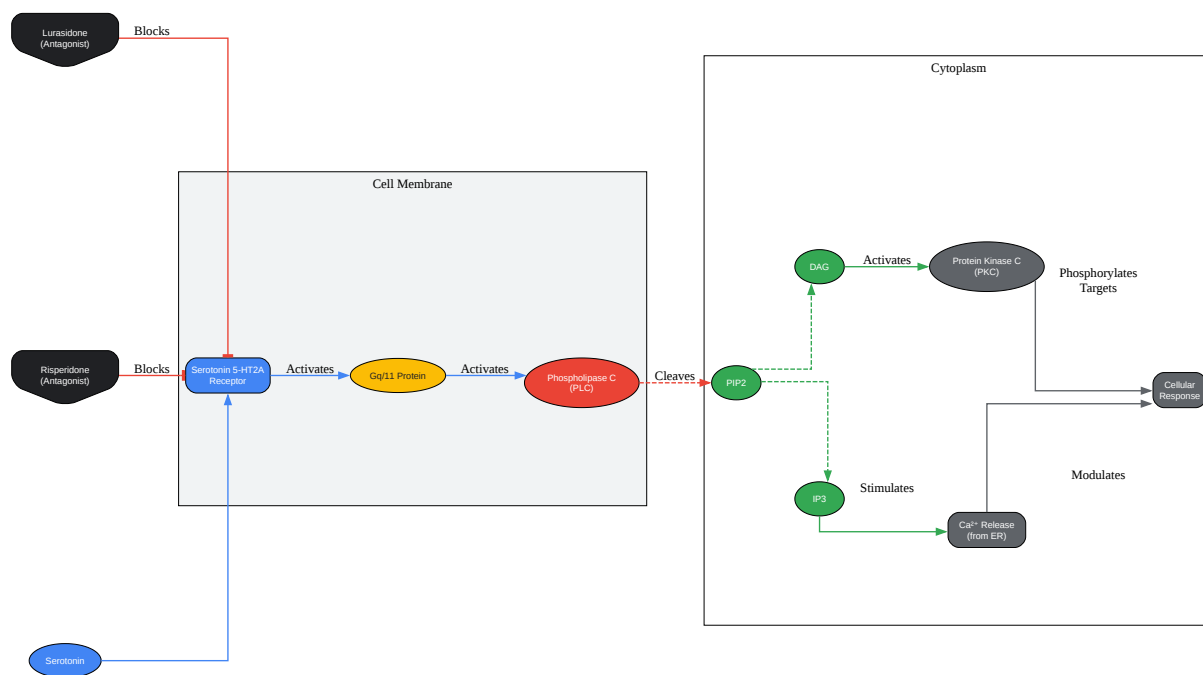 Lurasidone
(Antagonist)
Blocks
Cytoplasm
Cell Membrane
DAG
Activates
Protein Kinase C
(PKC)
Phosphorylates
Targets
Risperidone
(Antagonist)
Blocks
Serotonin 5-HT2A
Receptor
Activates
Gq/11 Protein
Activates
Phospholipase C
(PLC)
Cleaves
PIP2
Cellular
Response
IP3
Stimulates
Modulates
Ca²⁺ Release
(from ER)
Serotonin